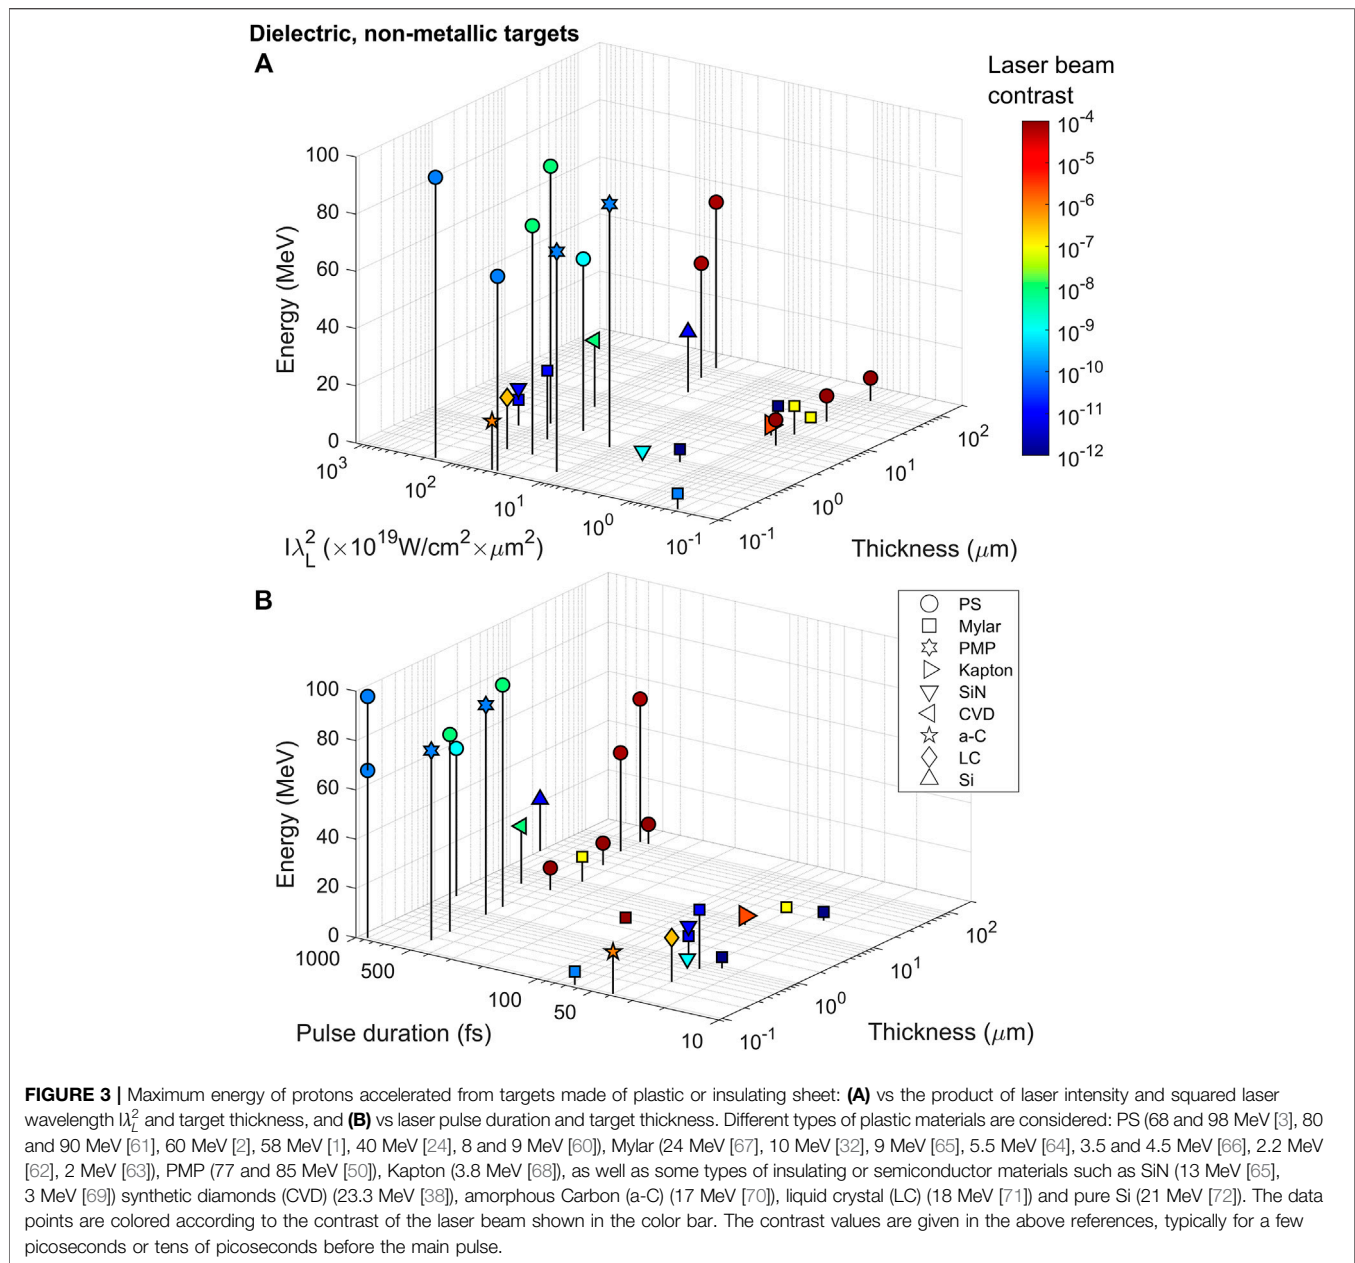 Dielectric, non-metallic targets
A
Laser beam
contrast
10-4
10-5
10-6
10-7
10-8
10-9
10-10
10-11
10-12
100
80
60
40
20
0
Energy (MeV)
10^3
10^2
10^1
10^0
10^-1
Iλ_L^2 (×10^19W/cm^2×μm^2)
10^-1
10^0
10^1
10^2
Thickness (μm)
B
PS
Mylar
PMP
Kapton
SiN
CVD
a-C
LC
Si
100
80
60
40
20
0
Energy (MeV)
1000
500
100
50
10
Pulse duration (fs)
10^-1
10^0
10^1
10^2
Thickness (μm)
FIGURE 3 | Maximum energy of protons accelerated from targets made of plastic or insulating sheet: (A) vs the product of laser intensity and squared laser
wavelength Iλ_L^2 and target thickness, and (B) vs laser pulse duration and target thickness. Different types of plastic materials are considered: PS (68 and 98 MeV [3], 80
and 90 MeV [61], 60 MeV [2], 58 MeV [1], 40 MeV [24], 8 and 9 MeV [60]), Mylar (24 MeV [67], 10 MeV [32], 9 MeV [65], 5.5 MeV [64], 3.5 and 4.5 MeV [66], 2.2 MeV
[62], 2 MeV [63]), PMP (77 and 85 MeV [50]), Kapton (3.8 MeV [68]), as well as some types of insulating or semiconductor materials such as SiN (13 MeV [65],
3 MeV [69]) synthetic diamonds (CVD) (23.3 MeV [38]), amorphous Carbon (a-C) (17 MeV [70]), liquid crystal (LC) (18 MeV [71]) and pure Si (21 MeV [72]). The data
points are colored according to the contrast of the laser beam shown in the color bar. The contrast values are given in the above references, typically for a few
picoseconds or tens of picoseconds before the main pulse.